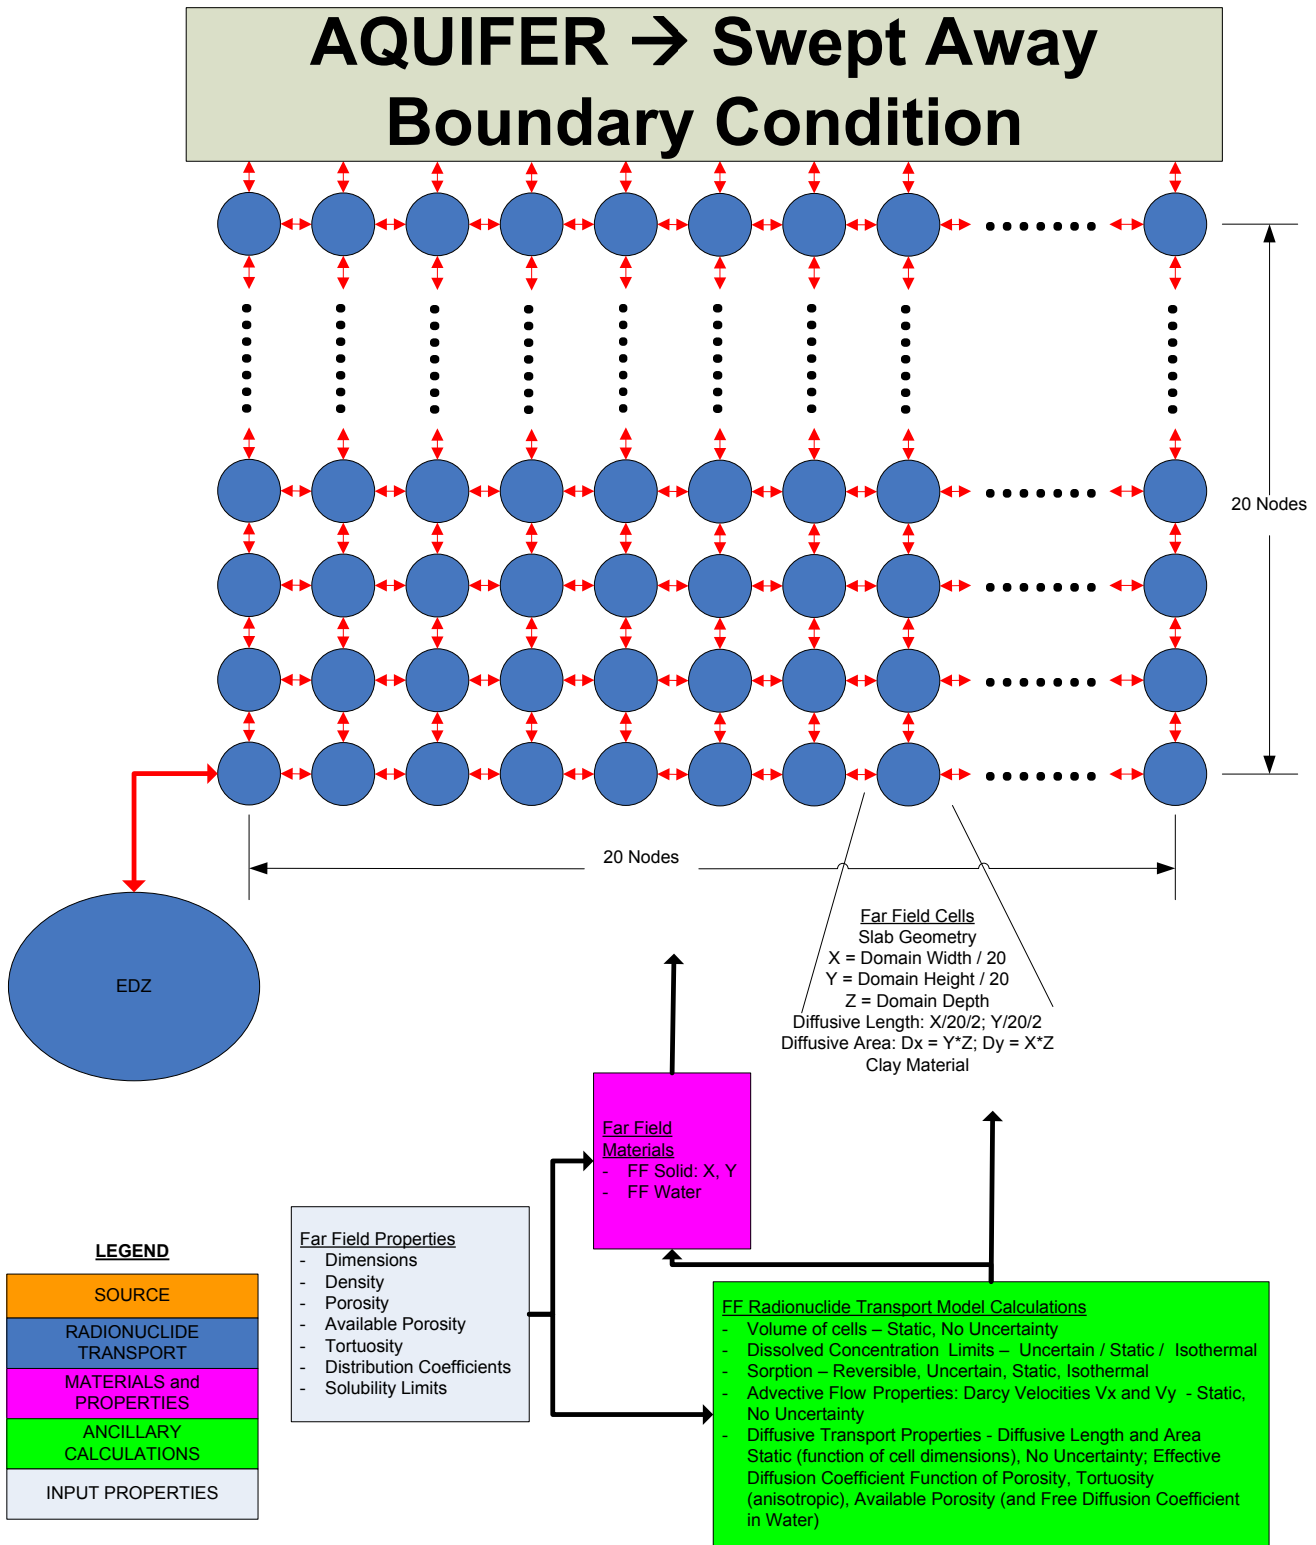 AQUIFER → Swept Away
Boundary Condition
20 Nodes
20 Nodes
EDZ
Far Field Cells
Slab Geometry
X = Domain Width / 20
Y = Domain Height / 20
Z = Domain Depth
Diffusive Length: X/20/2; Y/20/2
Diffusive Area: Dx = Y*Z; Dy = X*Z
Clay Material
Far Field
Materials
- FF Solid: X, Y
- FF Water
Far Field Properties
- Dimensions
- Density
- Porosity
- Available Porosity
- Tortuosity
- Distribution Coefficients
- Solubility Limits
LEGEND
SOURCE
RADIONUCLIDE
TRANSPORT
MATERIALS and
PROPERTIES
ANCILLARY
CALCULATIONS
INPUT PROPERTIES
FF Radionuclide Transport Model Calculations
- Volume of cells – Static, No Uncertainty
- Dissolved Concentration Limits – Uncertain / Static / Isothermal
- Sorption – Reversible, Uncertain, Static, Isothermal
- Advective Flow Properties: Darcy Velocities Vx and Vy - Static,
No Uncertainty
- Diffusive Transport Properties - Diffusive Length and Area
Static (function of cell dimensions), No Uncertainty; Effective
Diffusion Coefficient Function of Porosity, Tortuosity
(anisotropic), Available Porosity (and Free Diffusion Coefficient
in Water)